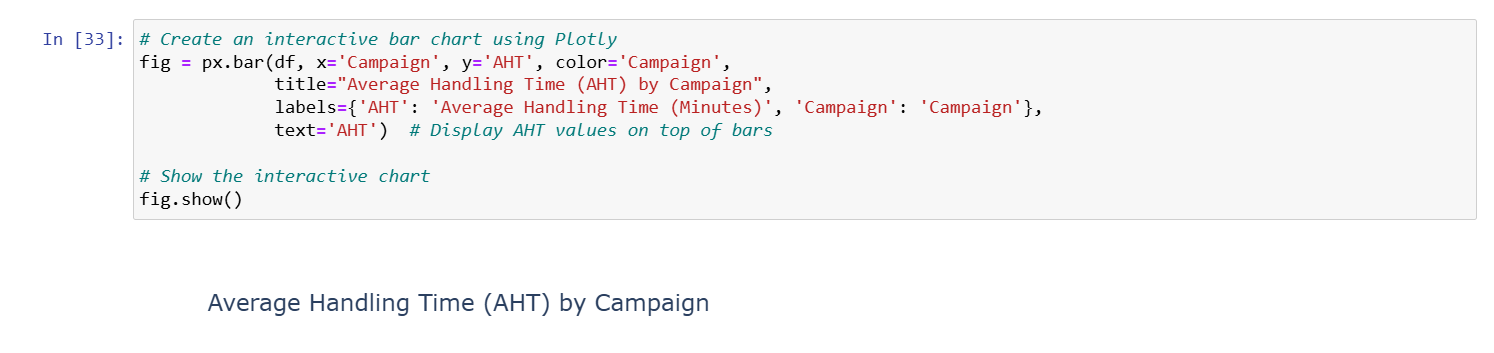 In [33]: # Create an interactive bar chart using Plotly
fig = px.bar(df, x='Campaign', y='AHT', color='Campaign',
             title="Average Handling Time (AHT) by Campaign",
             labels={'AHT': 'Average Handling Time (Minutes)', 'Campaign': 'Campaign'},
             text='AHT')  # Display AHT values on top of bars
# Show the interactive chart
fig.show()
Average Handling Time (AHT) by Campaign